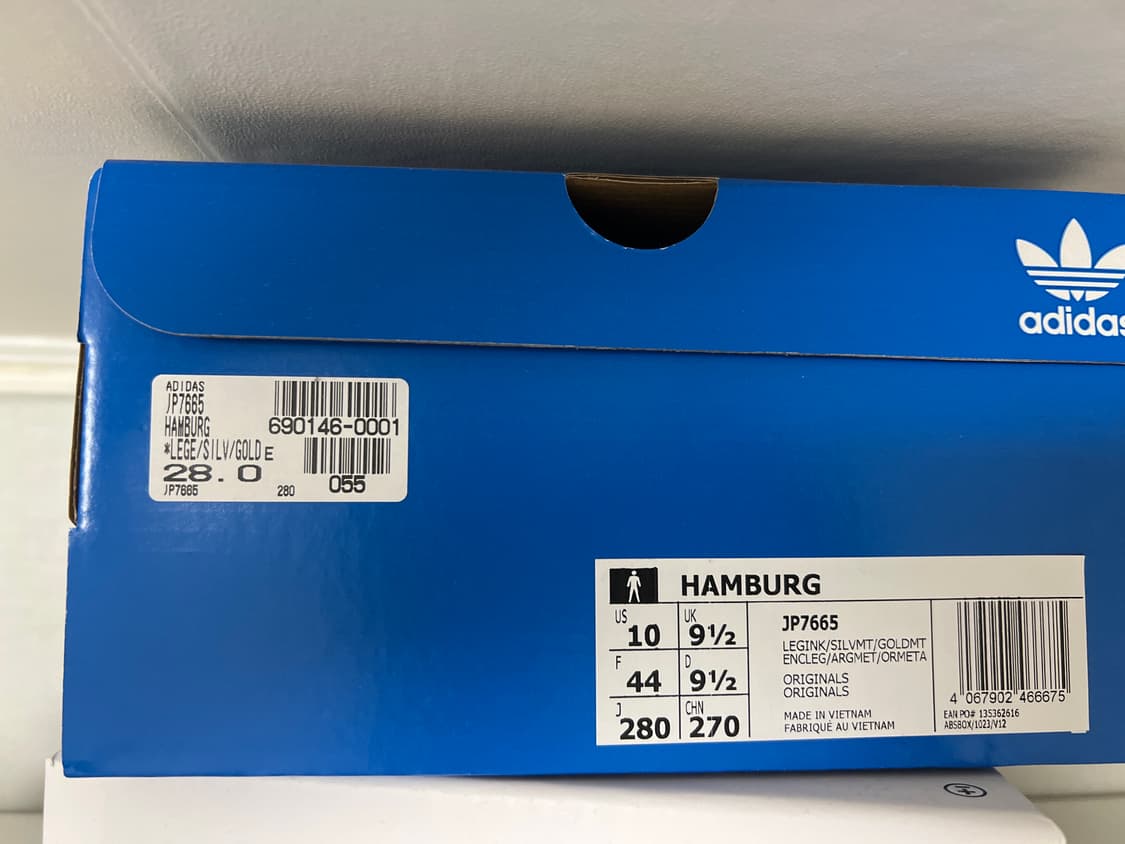 adidas
ADIDAS
JP7665
HAMBURG
690146-0001
*LEGE/SILV/GOLD E
28.0
055
JP7665
280
HAMBURG
US
10
UK
9½
F
44
D
9½
J
280
CHN
270
JP7665
LEGINK/SILVMT/GOLDMT
ENCLEG/ARGMET/ORMETA
ORIGINALS
ORIGINALS
MADE IN VIETNAM
FABRIQUÉ AU VIETNAM
4 067902 466675
EAN PO# 135362616
ABSBOX/1023/V12